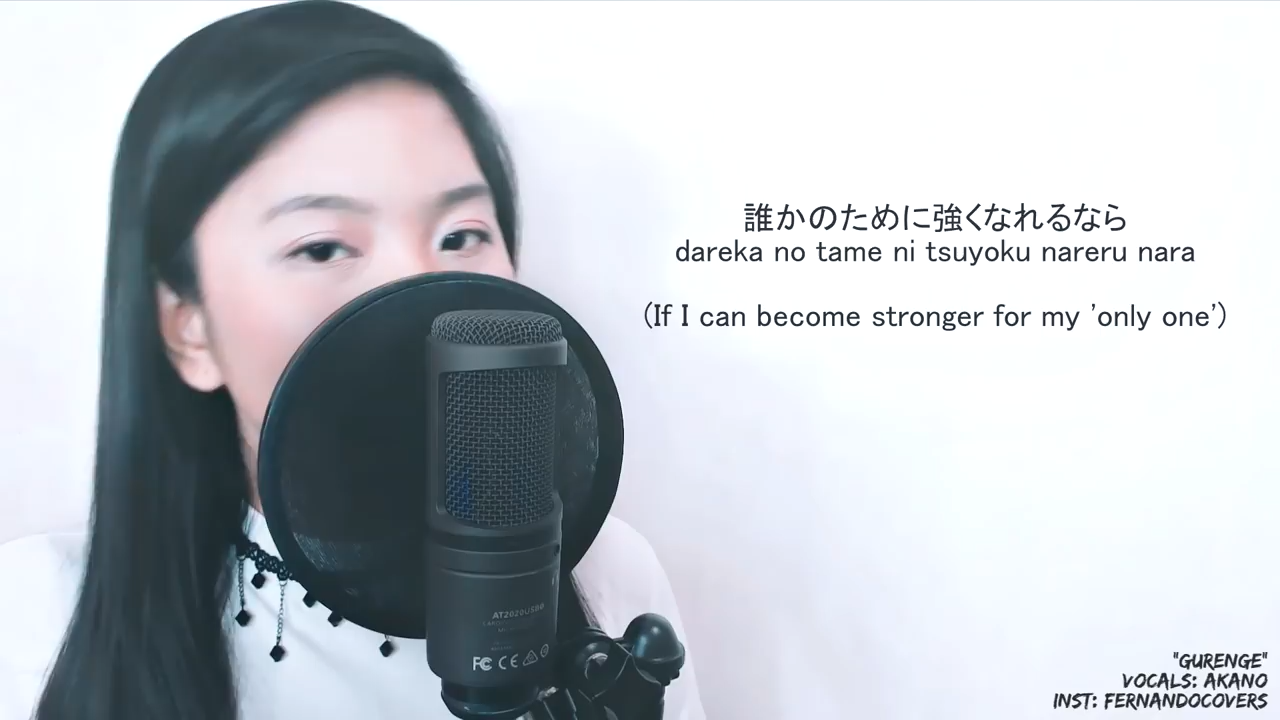 誰かのために強くなれるなら
dareka no tame ni tsuyoku nareru nara
(If I can become stronger for my 'only one')
AT2020USB
FC CE
"GURENGE"
VOCALS: AKANO
INST: FERNANDOCOVERS